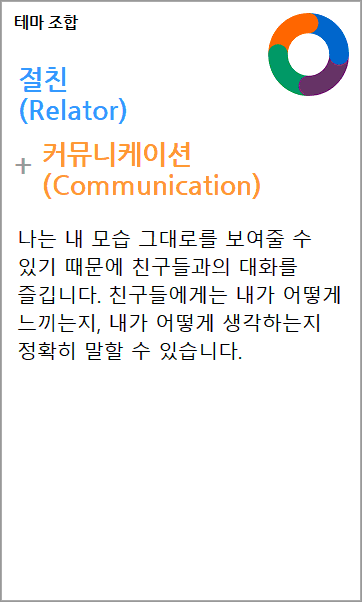 테마 조합
절친
(Relator)
+ 커뮤니케이션
(Communication)
나는 내 모습 그대로를 보여줄 수
있기 때문에 친구들과의 대화를
즐깁니다. 친구들에게는 내가 어떻게
느끼는지, 내가 어떻게 생각하는지
정확히 말할 수 있습니다.